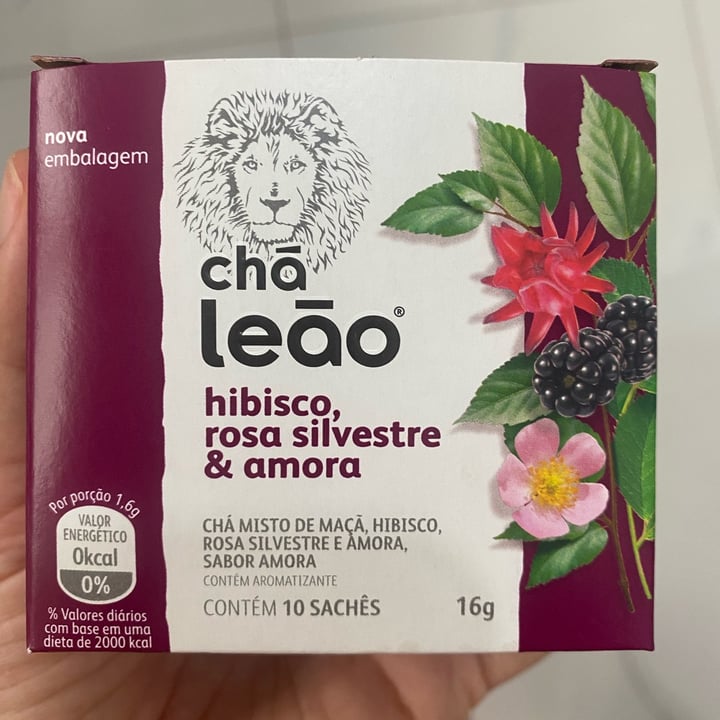 nova
embalagem
chá
leão®
hibisco,
rosa silvestre
& amora
CHÁ MISTO DE MAÇÃ, HIBISCO,
ROSA SILVESTRE E AMORA,
SABOR AMORA
CONTÉM AROMATIZANTE
CONTÉM 10 SACHÊS
16g
Por porção 1,6g
VALOR
ENERGÉTICO
0kcal
0%
% Valores diários
com base em uma
dieta de 2000 kcal